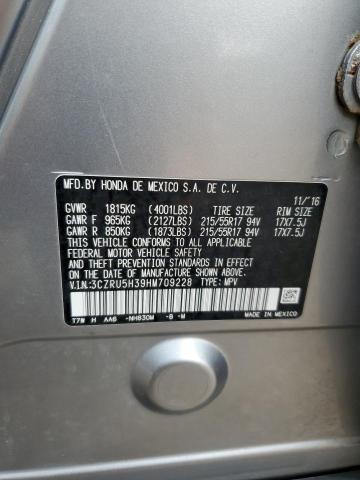 MFD.BY HONDA DE MEXICO S.A. DE C.V.
11/'16
GVWR 1815KG (4001LBS) TIRE SIZE RIM SIZE
GAWR F 965KG (2127LBS) 215/55R17 94V 17X7.5J
GAWR R 850KG (1873LBS) 215/55R17 94V 17X7.5J
THIS VEHICLE CONFORMS TO ALL APPLICABLE
FEDERAL MOTOR VEHICLE SAFETY STANDARDS IN
EFFECT ON THE DATE OF MANUFACTURE SHOWN ABOVE.
V.I.N:3CZRU5H39HM709228 TYPE: MPV
T7W H AA6 -NH830M -B -M
MADE IN MEXICO